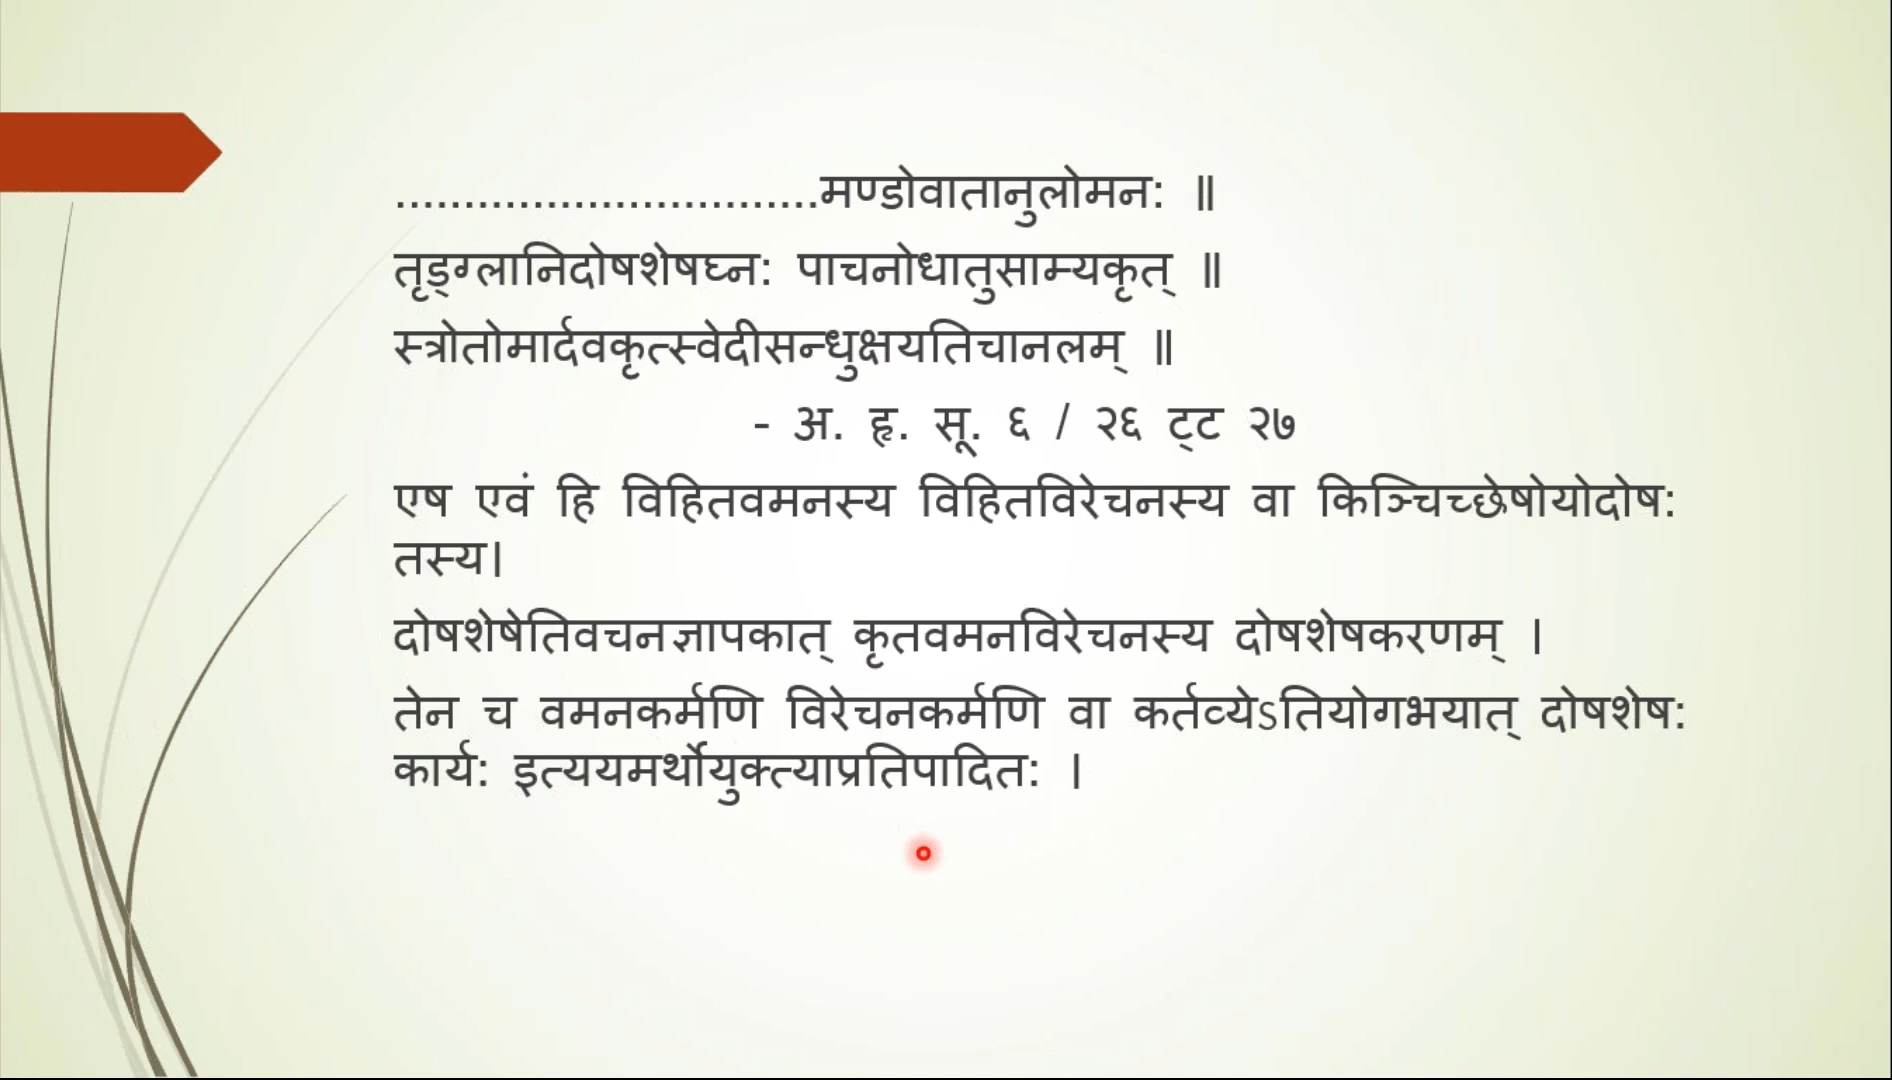 ...............................मण्डोवातानुलोमन: ॥
तृड्ग्लानिदोषशेषघ्न: पाचनोधातुसाम्यकृत् ॥
स्त्रोतोमार्दवकृत्स्वेदीसन्धुक्षयतिचानलम् ॥
- अ. हृ. सू. ६ / २६ ट्ट २७
एष एवं हि विहितवमनस्य विहितविरेचनस्य वा किञ्चिच्छेषोयोदोष:
तस्य।
दोषशेषेतिवचनज्ञापकात् कृतवमनविरेचनस्य दोषशेषकरणम् ।
तेन च वमनकर्मणि विरेचनकर्मणि वा कर्तव्येऽतियोगभयात् दोषशेष:
कार्य: इत्ययमर्थोयुक्त्याप्रतिपादित: ।